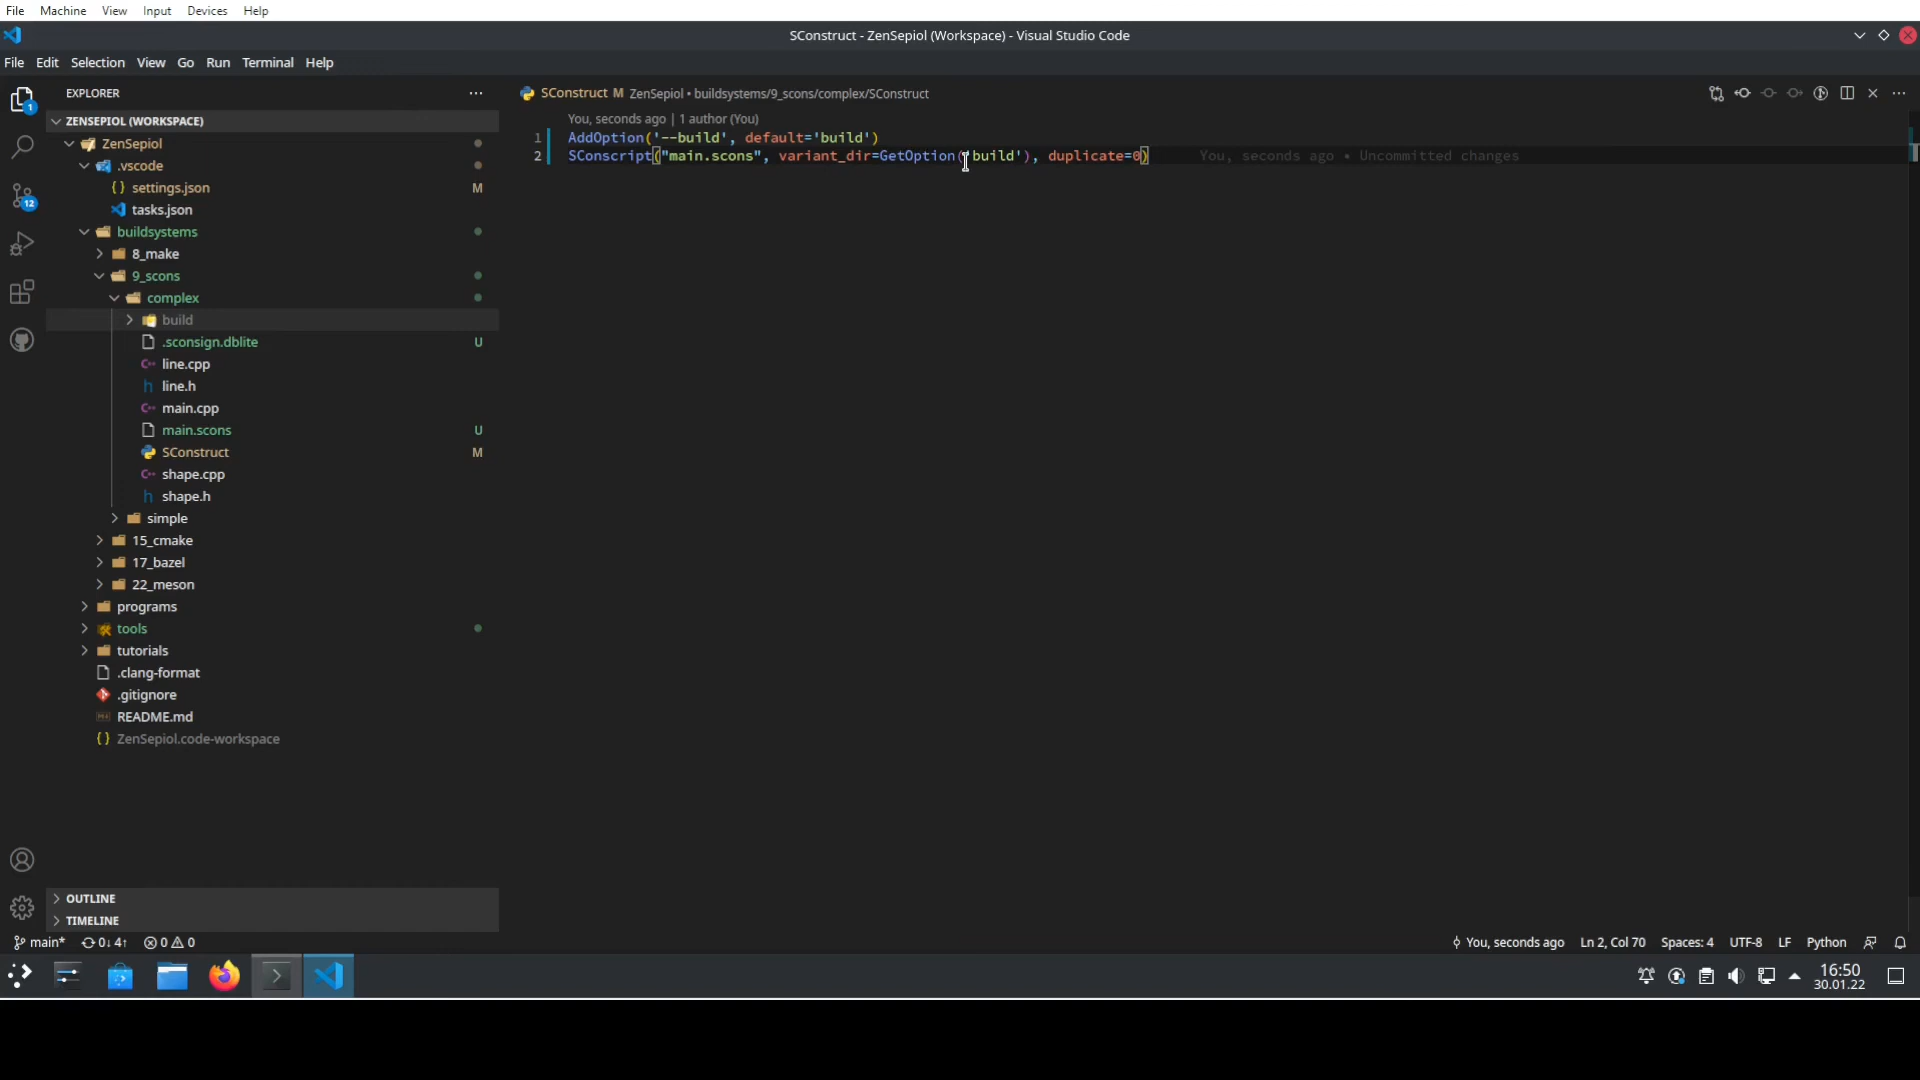 File Machine View Input Devices Help
SConstruct - ZenSepiol (Workspace) - Visual Studio Code
File Edit Selection View Go Run Terminal Help
EXPLORER
SConstruct M ZenSepiol • buildsystems/9_scons/complex/SConstruct
1
ZENSEPIOL (WORKSPACE)
You, seconds ago | 1 author (You)
1 AddOption('--build', default='build')
2 SConscript("main.scons", variant_dir=GetOption('build'), duplicate=0) You, seconds ago • Uncommitted changes
ZenSepiol
.vscode
settings.json M
12
tasks.json
buildsystems
8_make
9_scons
complex
build
.sconsign.dblite U
line.cpp
line.h
main.cpp
main.scons U
SConstruct M
shape.cpp
shape.h
simple
15_cmake
17_bazel
22_meson
programs
tools
tutorials
.clang-format
.gitignore
README.md
ZenSepiol.code-workspace
OUTLINE
TIMELINE
main* 0↓ 4↑ 0 0
You, seconds ago Ln 2, Col 70 Spaces: 4 UTF-8 LF Python
16:50
30.01.22